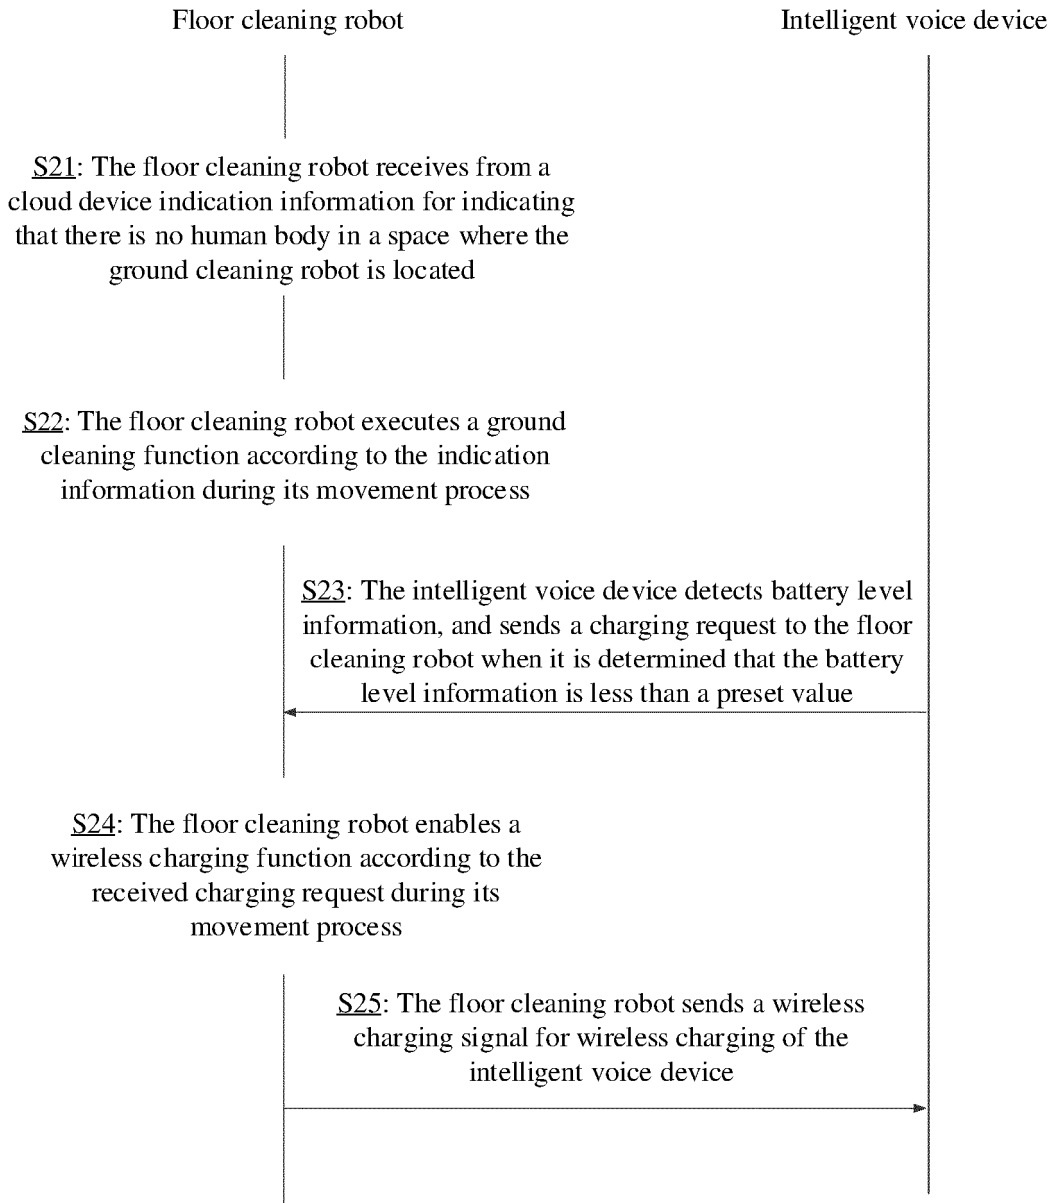 Floor cleaning robot
Intelligent voice device
S21: The floor cleaning robot receives from a
cloud device indication information for indicating
that there is no human body in a space where the
ground cleaning robot is located
S22: The floor cleaning robot executes a ground
cleaning function according to the indication
information during its movement process
S23: The intelligent voice device detects battery level
information, and sends a charging request to the floor
cleaning robot when it is determined that the battery
level information is less than a preset value
S24: The floor cleaning robot enables a
wireless charging function according to the
received charging request during its
movement process
S25: The floor cleaning robot sends a wireless
charging signal for wireless charging of the
intelligent voice device